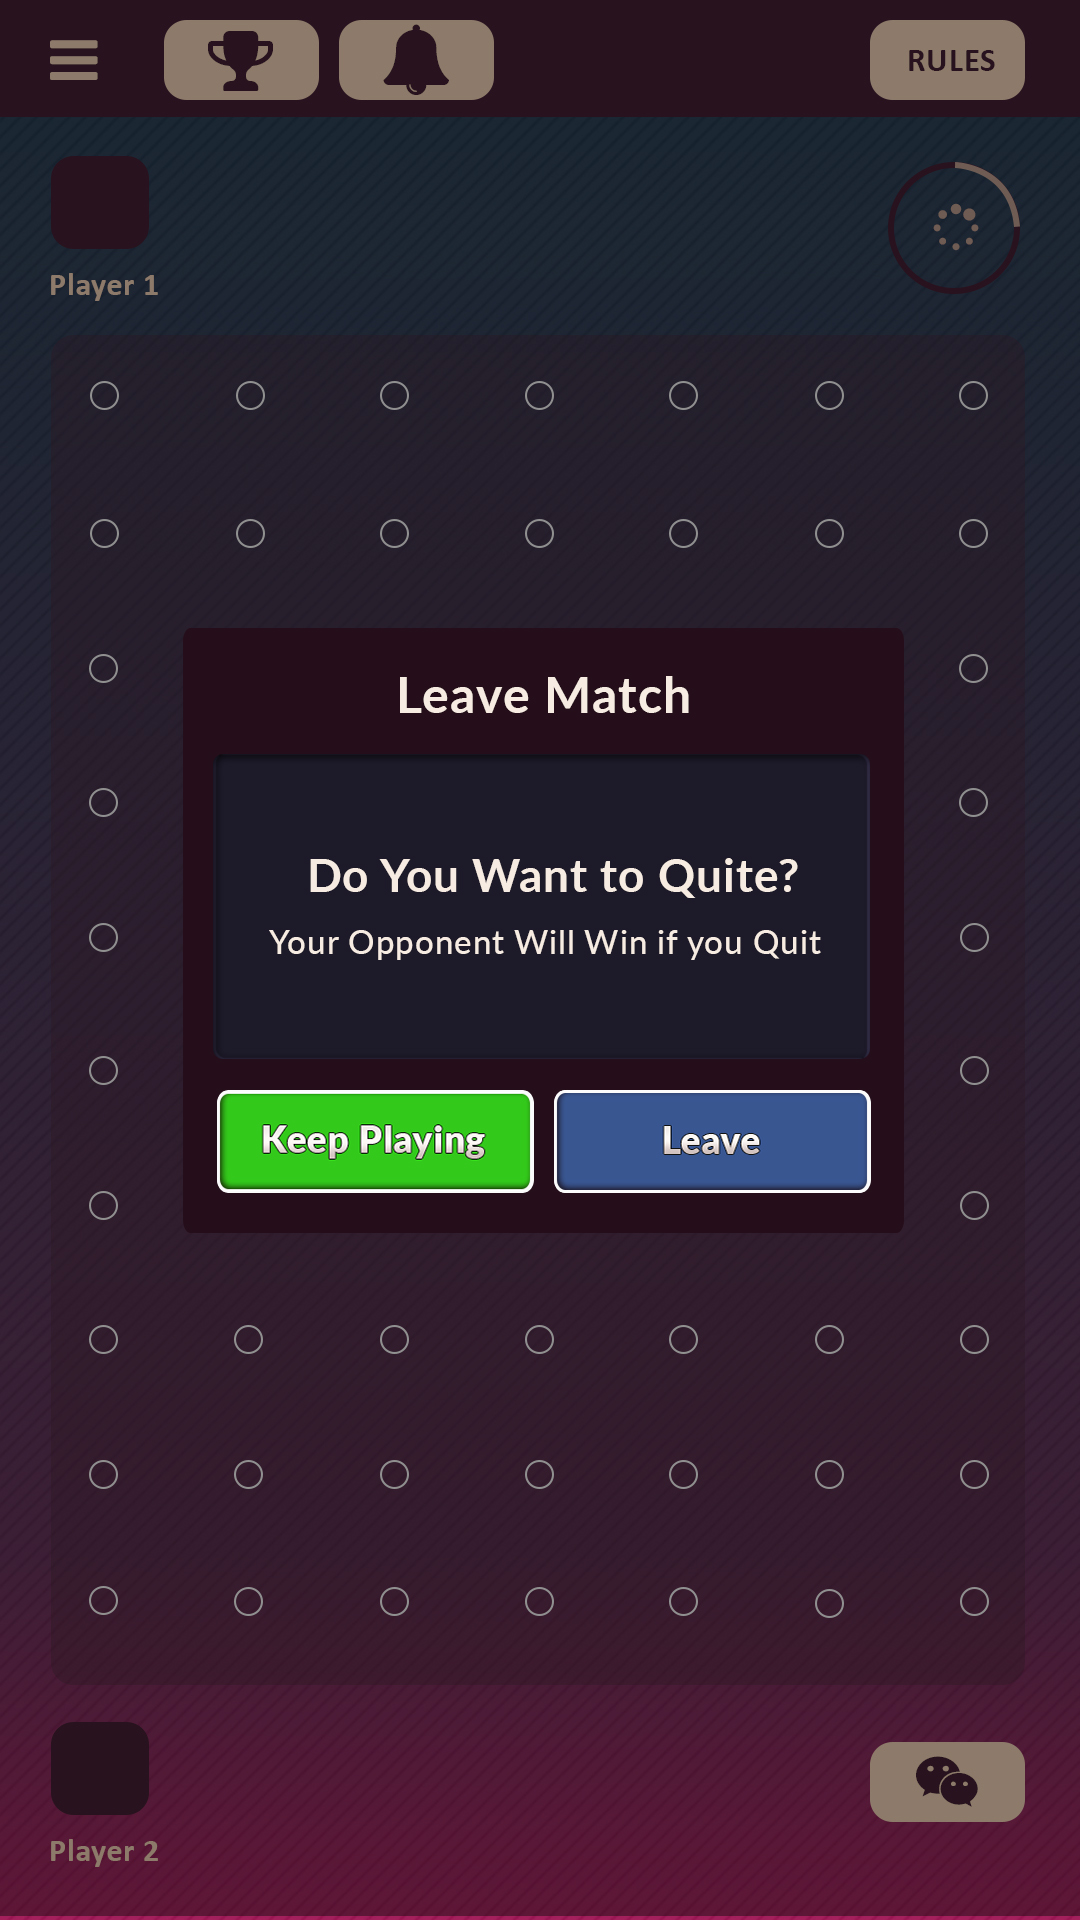 RULES
Player 1
Leave Match
Do You Want to Quite?
Your Opponent Will Win if you Quit
Keep Playing
Leave
Player 2